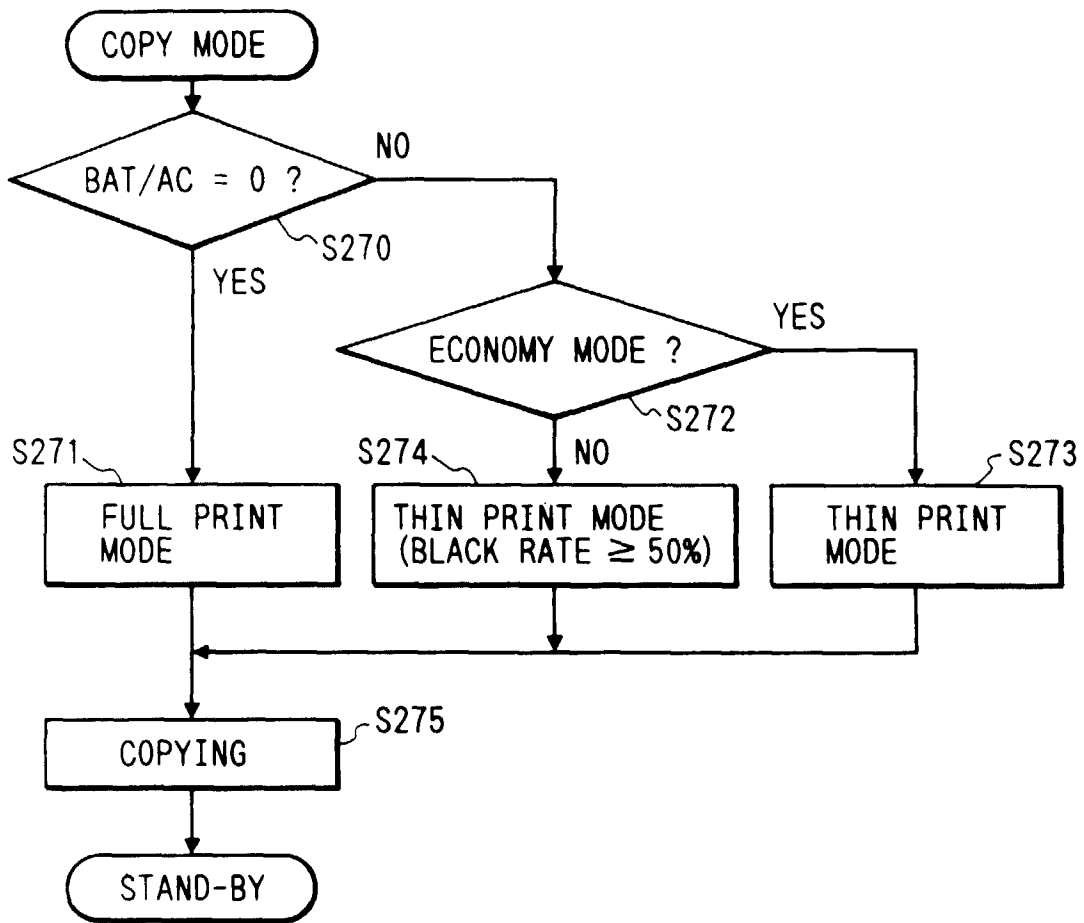 COPY MODE
BAT/AC = 0 ?
NO
S270
YES
ECONOMY MODE ?
YES
S272
S271
FULL PRINT
MODE
S274
NO
THIN PRINT MODE
(BLACK RATE ≥ 50%)
S273
THIN PRINT
MODE
S275
COPYING
STAND-BY